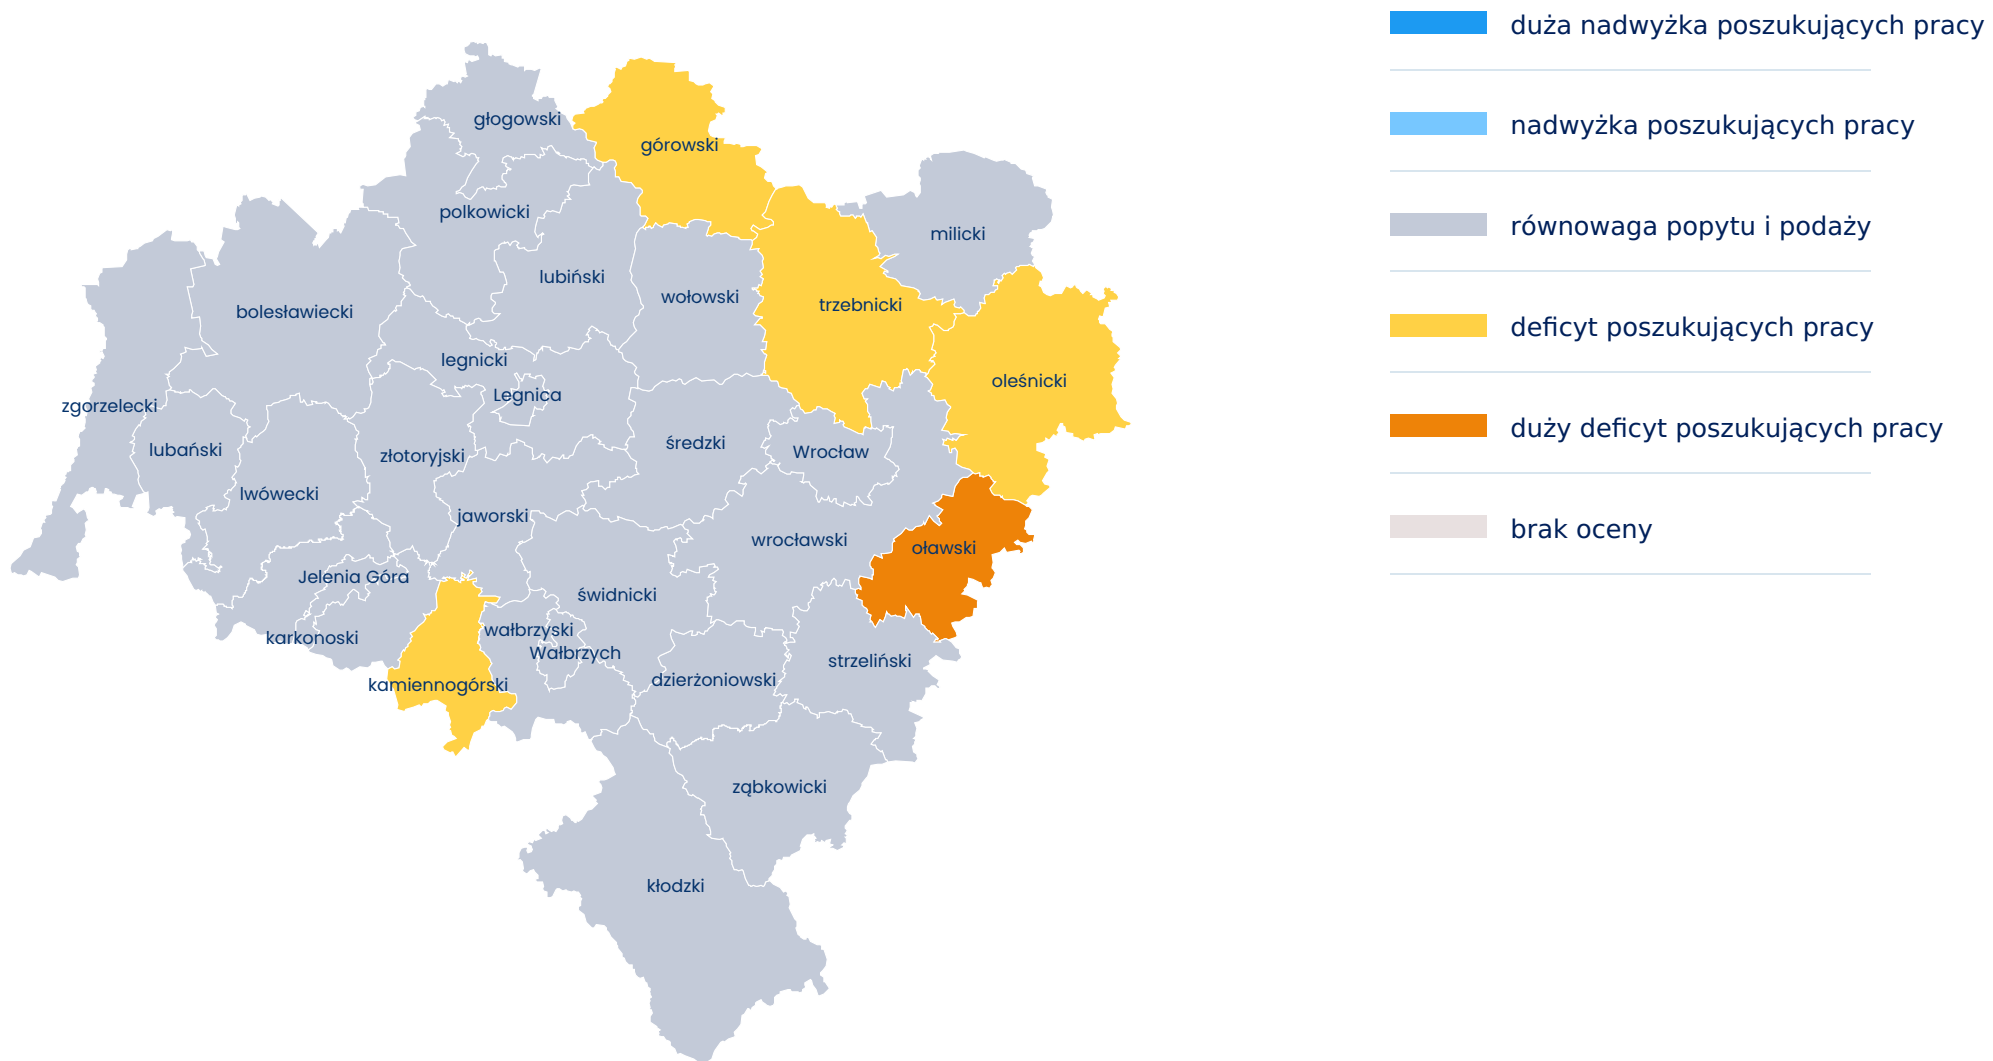 duża nadwyżka poszukujących pracy
nadwyżka poszukujących pracy
równowaga popytu i podaży
deficyt poszukujących pracy
duży deficyt poszukujących pracy
brak oceny
głogowski
górowski
polkowicki
milicki
lubiński
wołowski
trzebnicki
bolesławiecki
legnicki
oleśnicki
Legnica
zgorzelecki
średzki
lubański
złotoryjski
Wrocław
lwówecki
jaworski
wrocławski
oławski
Jelenia Góra
świdnicki
karkonoski
wałbrzyski
Wałbrzych
strzeliński
kamiennogórski
dzierżoniowski
ząbkowicki
kłodzki